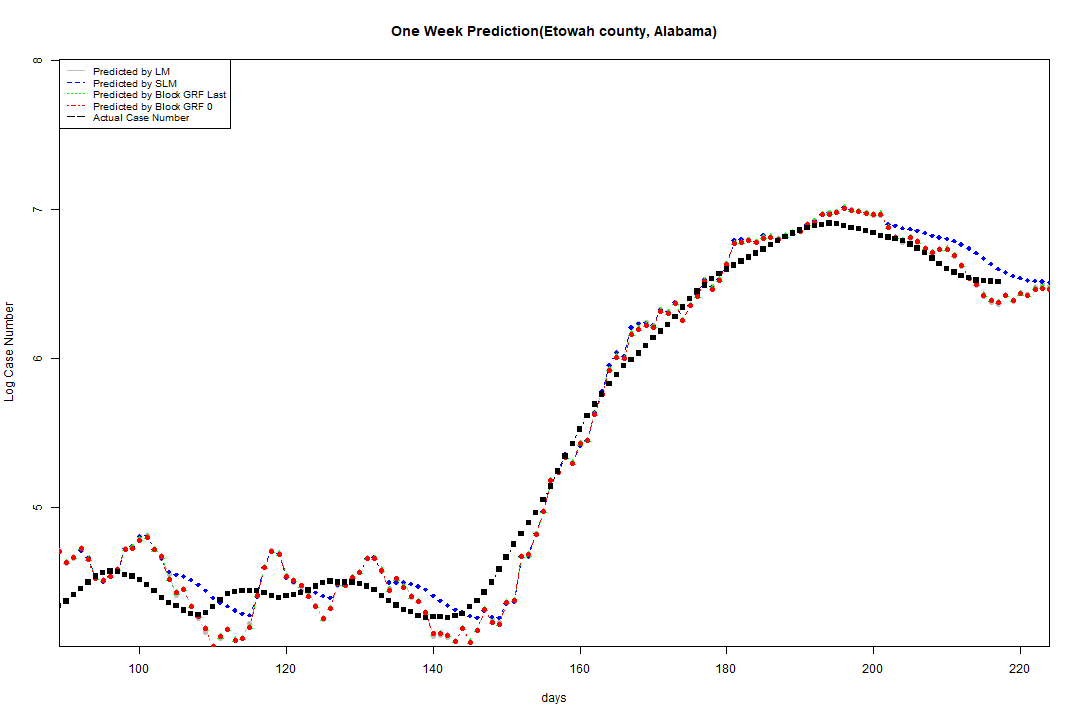 One Week Prediction(Etowah county, Alabama)
8
Predicted by LM
Predicted by SLM
Predicted by Block GRF Last
Predicted by Block GRF 0
Actual Case Number
7
6
5
Log Case Number
100 120 140 160 180 200 220
days